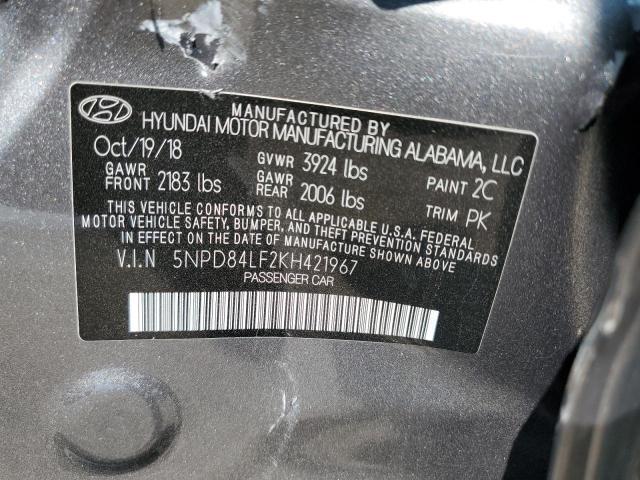 MANUFACTURED BY
HYUNDAI MOTOR MANUFACTURING ALABAMA, LLC
Oct/19/18 GVWR 3924 lbs PAINT 2C
GAWR FRONT 2183 lbs GAWR REAR 2006 lbs TRIM PK
THIS VEHICLE CONFORMS TO ALL APPLICABLE U.S.A. FEDERAL
MOTOR VEHICLE SAFETY, BUMPER, AND THEFT PREVENTION STANDARDS
IN EFFECT ON THE DATE OF MANUFACTURE SHOWN ABOVE
V.I.N 5NPD84LF2KH421967
PASSENGER CAR